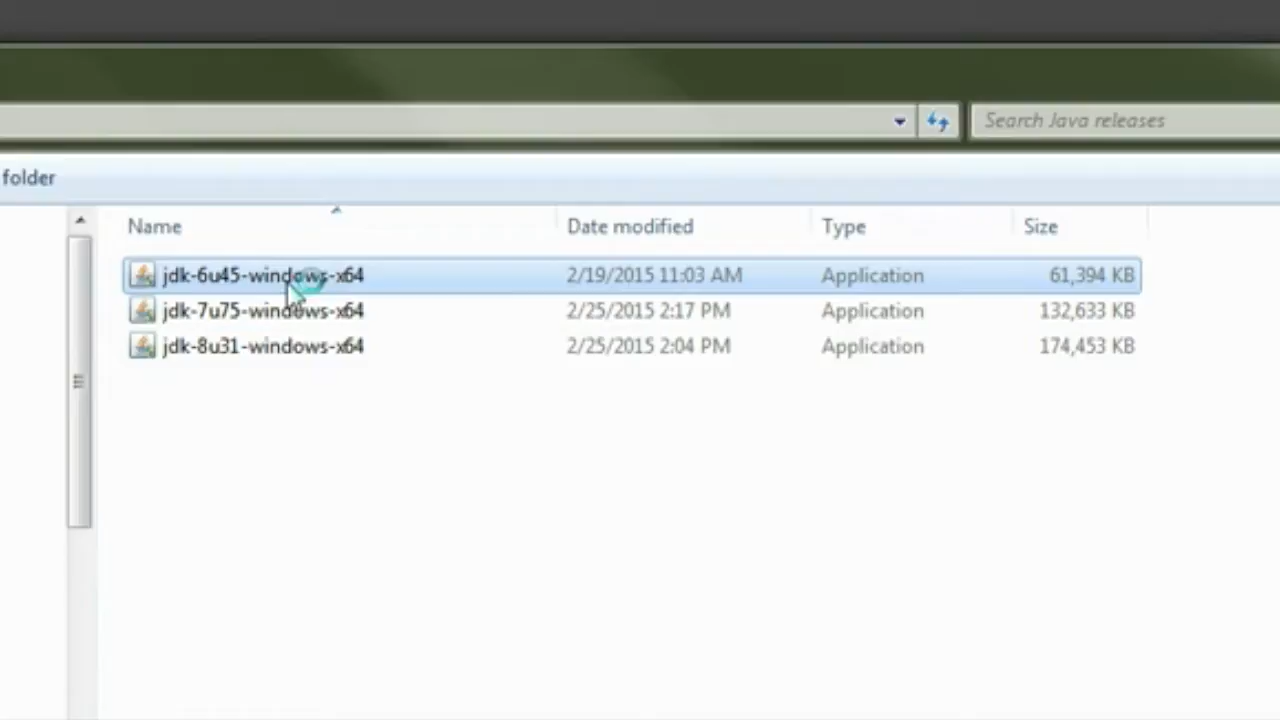 Search Java releases
folder
Name Date modified Type Size
jdk-6u45-windows-x64 2/19/2015 11:03 AM Application 61,394 KB
jdk-7u75-windows-x64 2/25/2015 2:17 PM Application 132,633 KB
jdk-8u31-windows-x64 2/25/2015 2:04 PM Application 174,453 KB